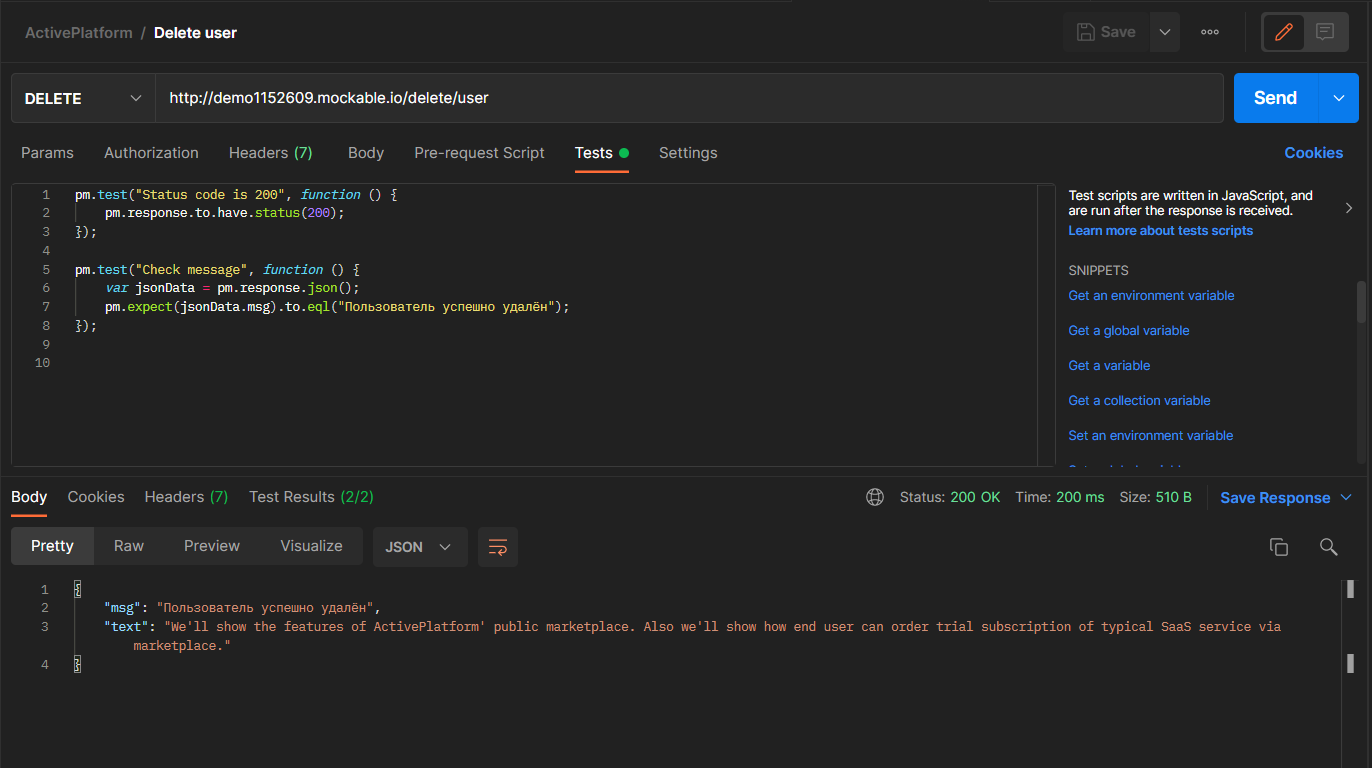 ActivePlatform / Delete user
Save
DELETE
http://demo1152609.mockable.io/delete/user
Send
Params Authorization Headers (7) Body Pre-request Script Tests Settings Cookies
1 pm.test("Status code is 200", function () {
2 pm.response.to.have.status(200);
3 });
4
5 pm.test("Check message", function () {
6 var jsonData = pm.response.json();
7 pm.expect(jsonData.msg).to.eql("Пользователь успешно удалён");
8 });
9
10
Test scripts are written in JavaScript, and
are run after the response is received.
Learn more about tests scripts
SNIPPETS
Get an environment variable
Get a global variable
Get a variable
Get a collection variable
Set an environment variable
Body Cookies Headers (7) Test Results (2/2) Status: 200 OK Time: 200 ms Size: 510 B Save Response
Pretty Raw Preview Visualize JSON
1 {
2 "msg": "Пользователь успешно удалён",
3 "text": "We'll show the features of ActivePlatform' public marketplace. Also we'll show how end user can order trial subscription of typical SaaS service via
marketplace."
4 }